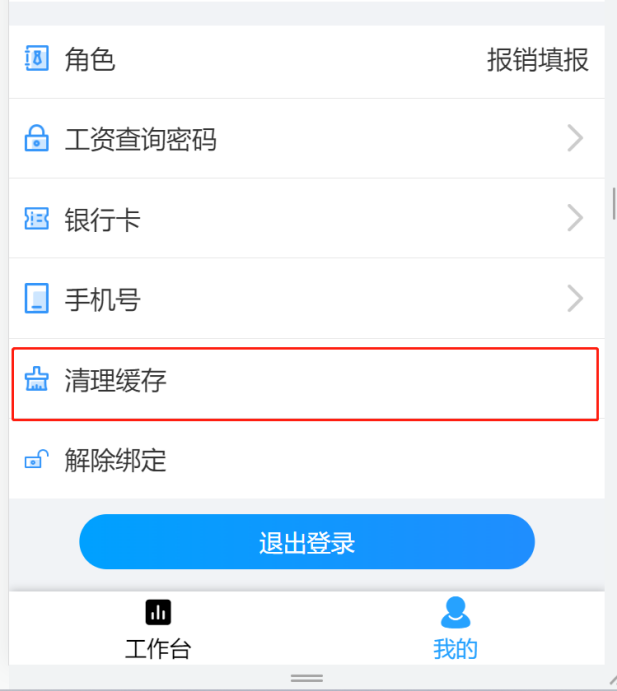 角色 报销填报
工资查询密码
银行卡
手机号
清理缓存
解除绑定
退出登录
工作台 我的